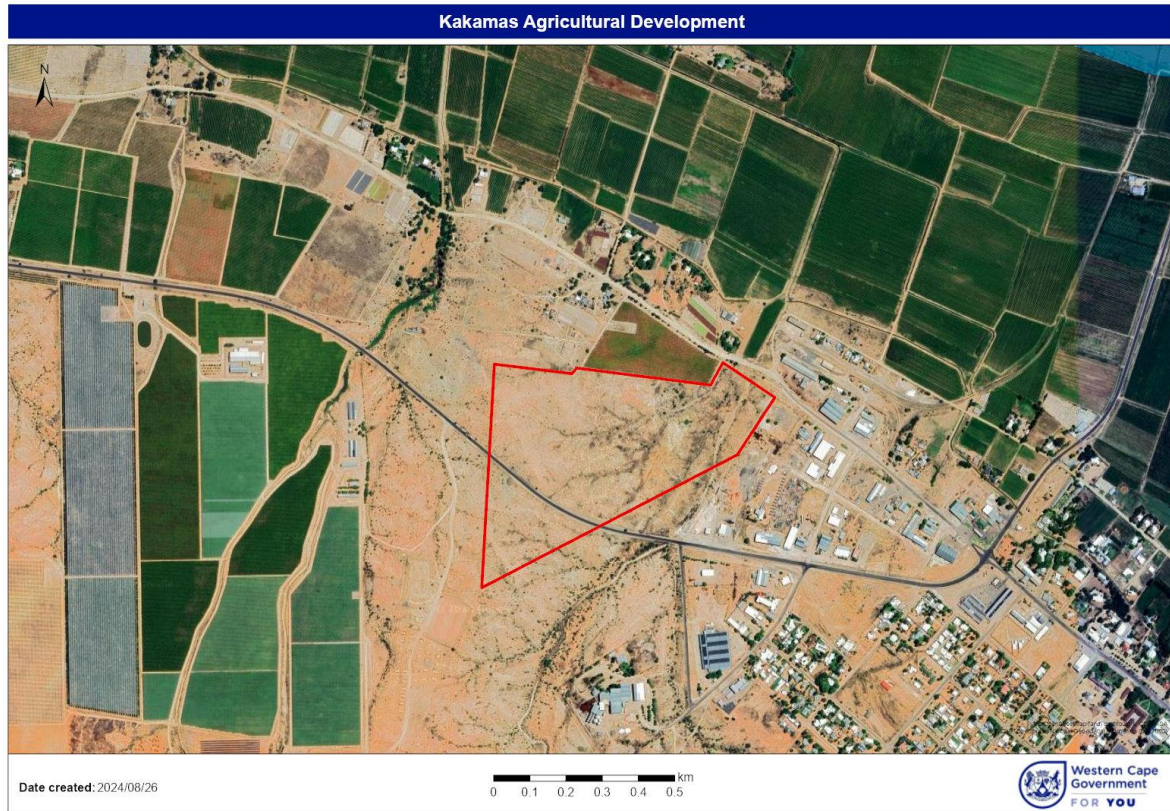 Kakamas Agricultural Development
N
Date created: 2024/08/26
km
0 0.1 0.2 0.3 0.4 0.5
Western Cape
Government
FOR YOU